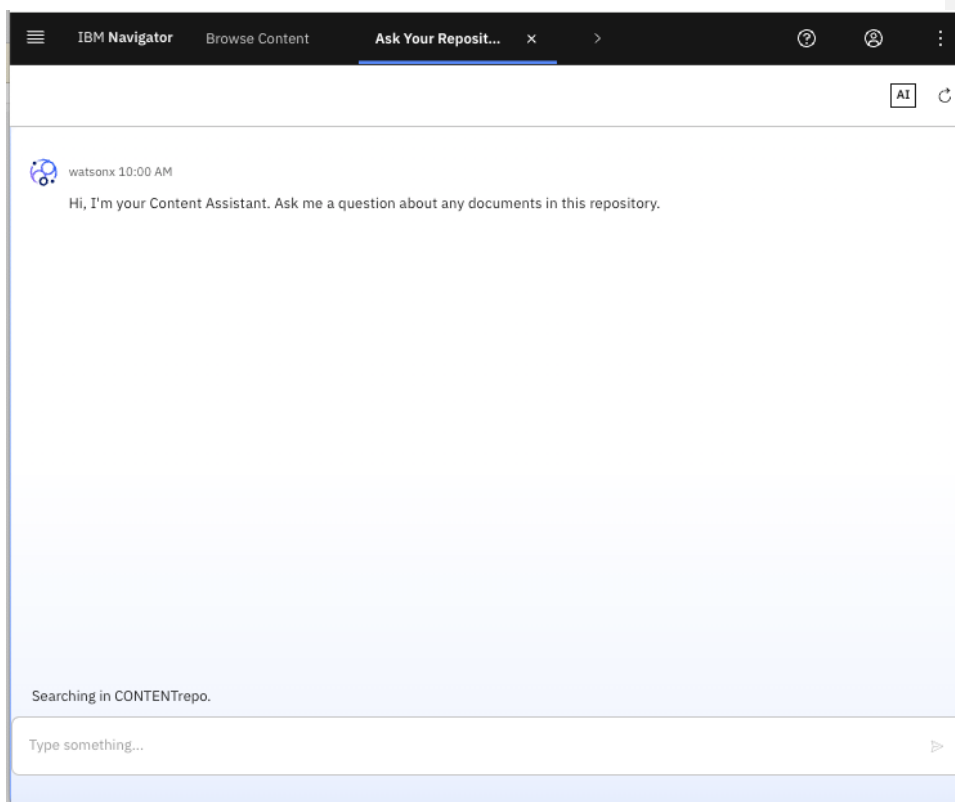 IBM Navigator Browse Content Ask Your Reposit...
AI
watsonx 10:00 AM
Hi, I'm your Content Assistant. Ask me a question about any documents in this repository.
Searching in CONTENTrepo.
Type something...